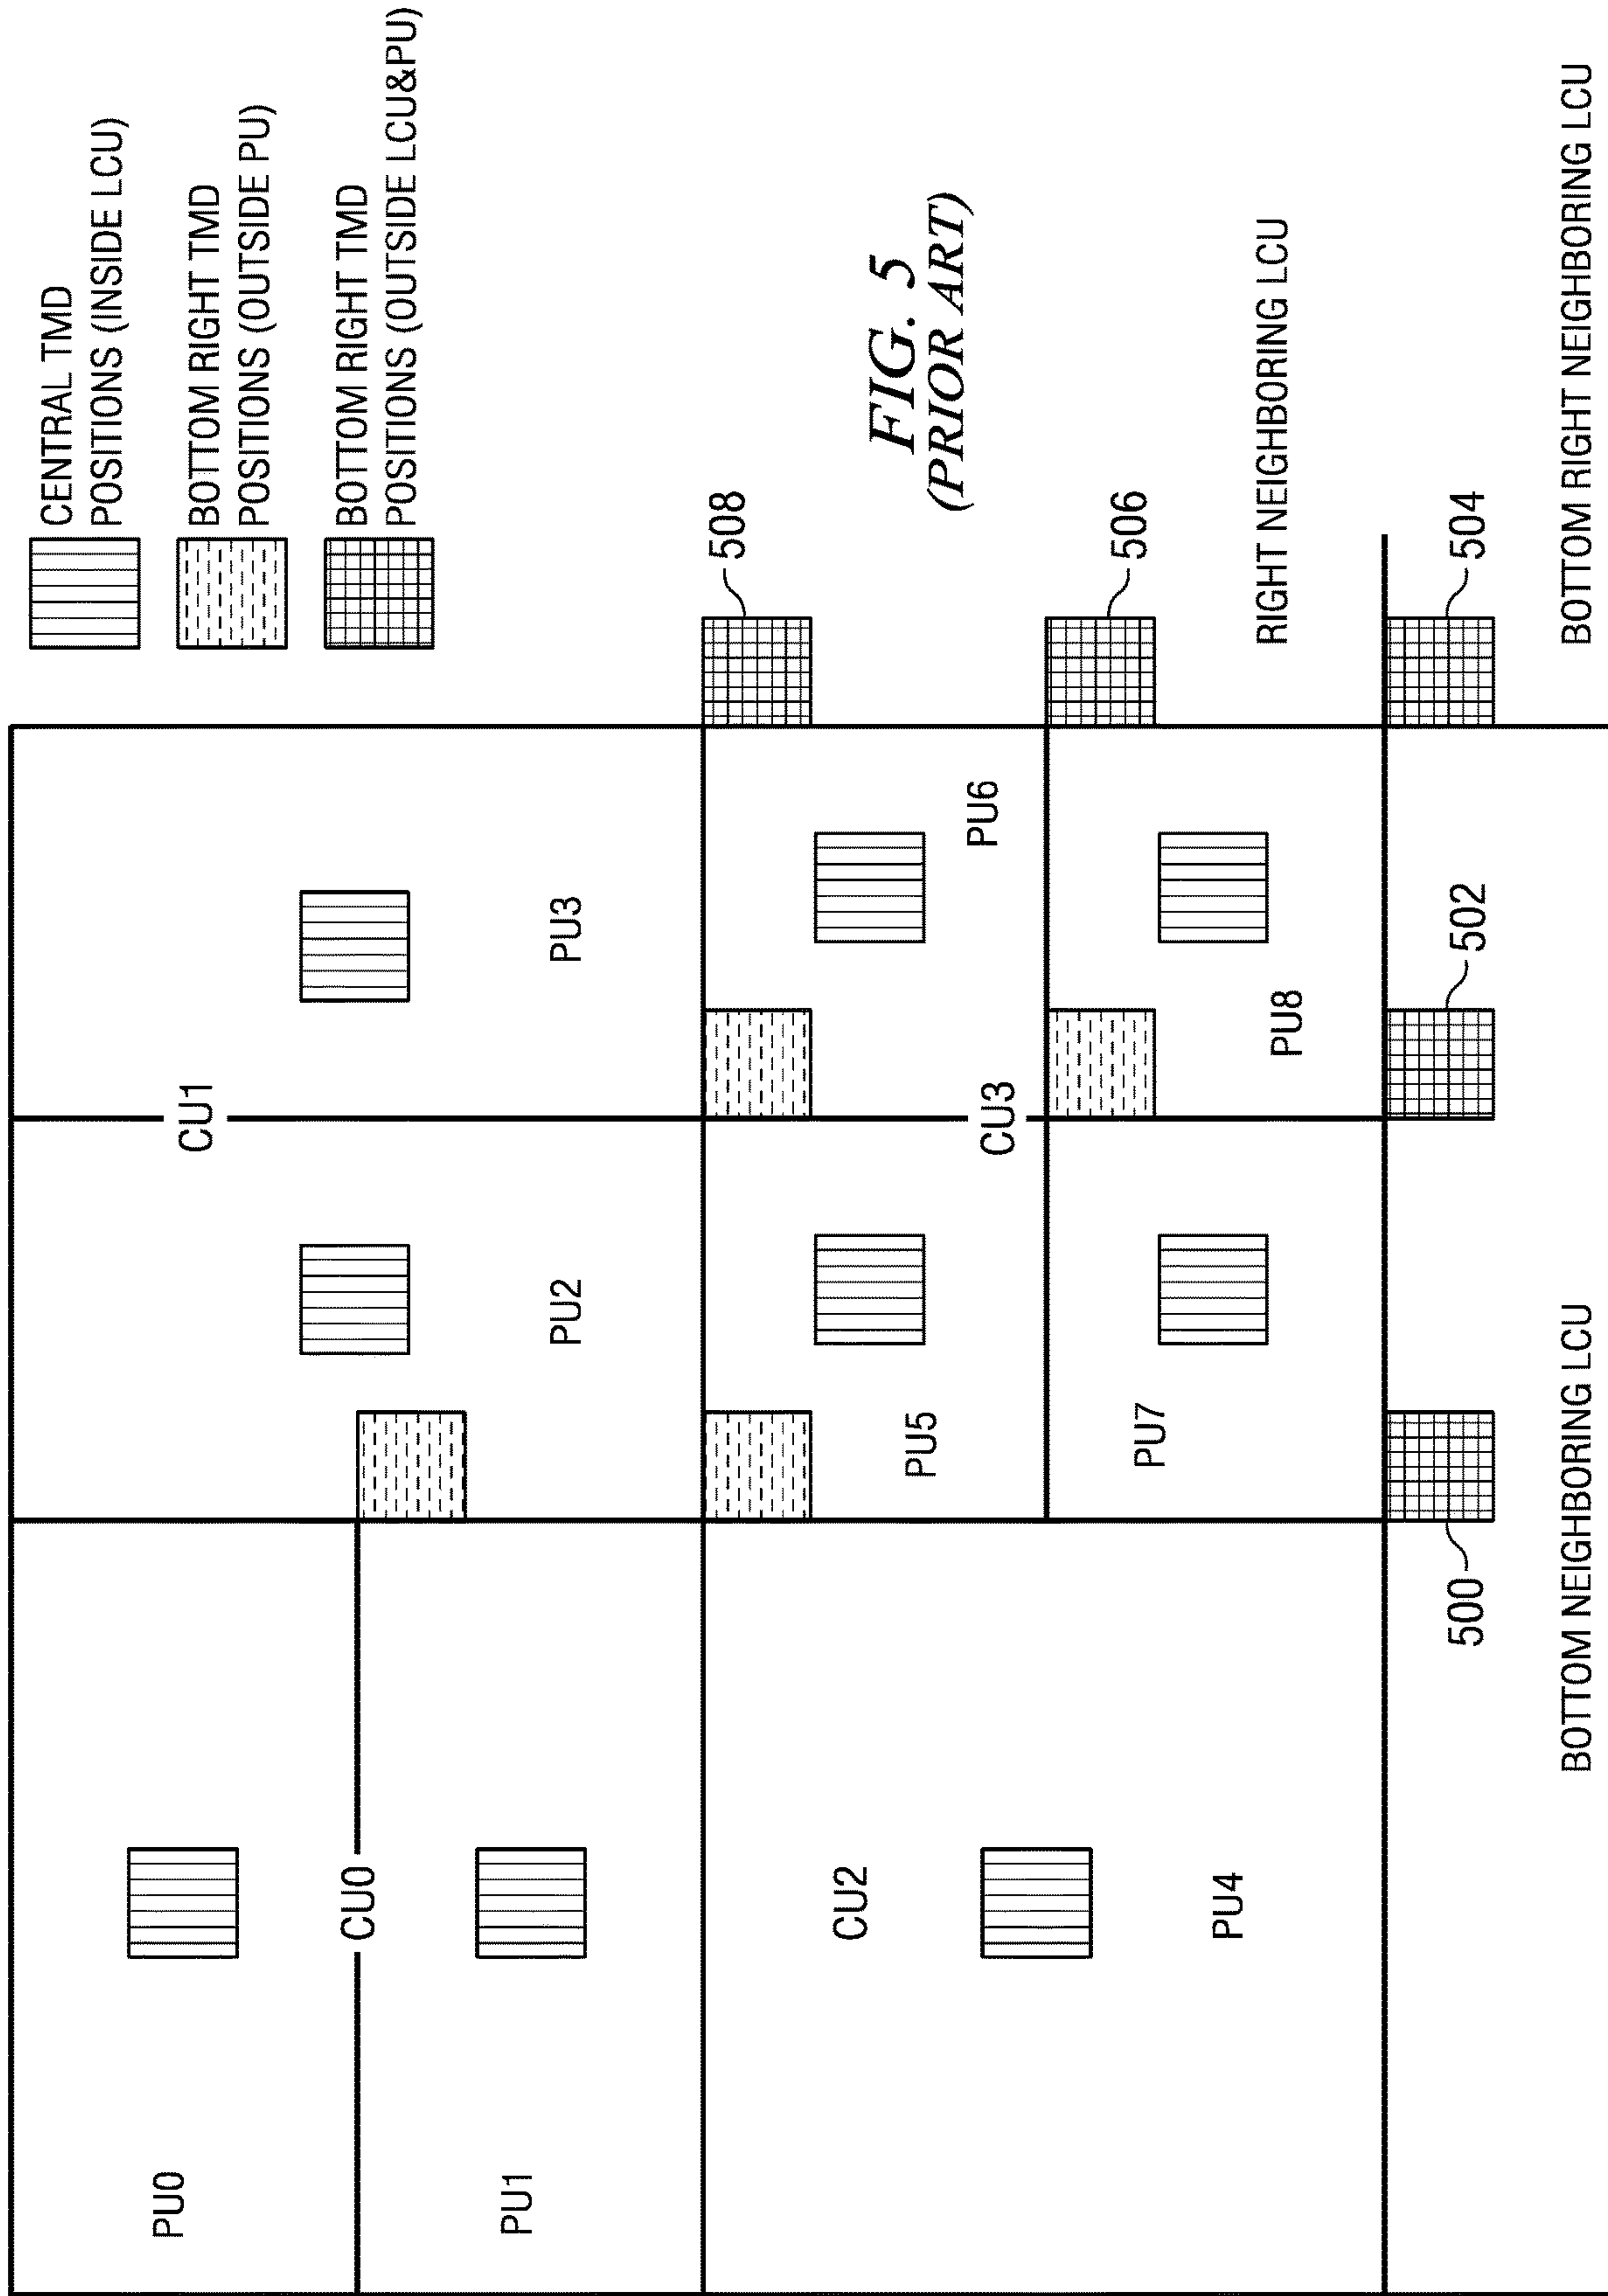 CENTRAL TMD
POSITIONS (INSIDE LCU)
BOTTOM RIGHT TMD
POSITIONS (OUTSIDE PU)
BOTTOM RIGHT TMD
POSITIONS (OUTSIDE LCU&PU)
PU0
CU0
PU1
CU1
PU2
PU3
CU2
PU4
PU5
PU6
CU3
PU7
PU8
508
506
504
502
500
FIG. 5
(PRIOR ART)
RIGHT NEIGHBORING LCU
BOTTOM NEIGHBORING LCU
BOTTOM RIGHT NEIGHBORING LCU